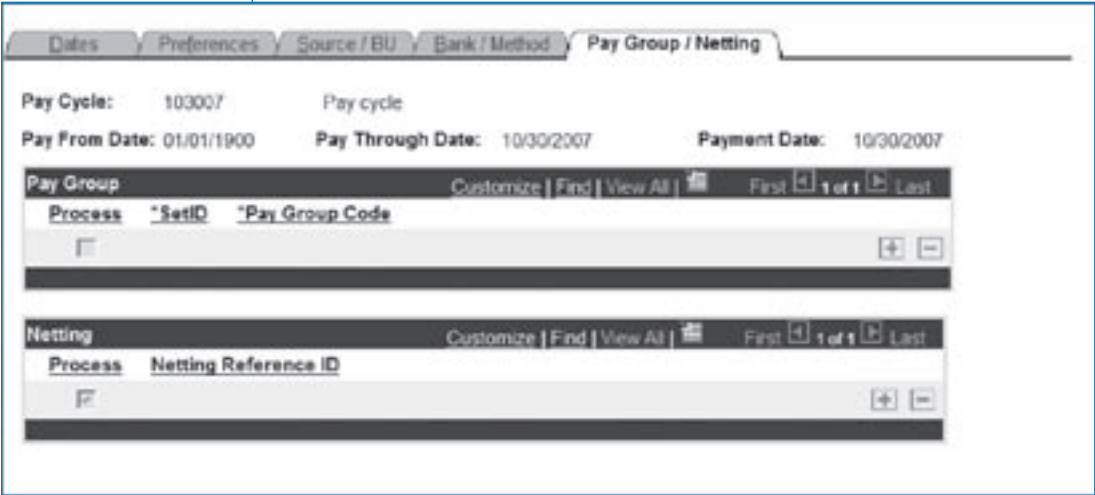 Dates Preferences Source / BU Bank / Method Pay Group / Netting
Pay Cycle: 103007 Pay cycle
Pay From Date: 01/01/1900 Pay Through Date: 10/30/2007 Payment Date: 10/30/2007
Pay Group Customize | Find | View All | First 1 of 1 Last
Process *SetID *Pay Group Code
Netting Customize | Find | View All | First 1 of 1 Last
Process Netting Reference ID